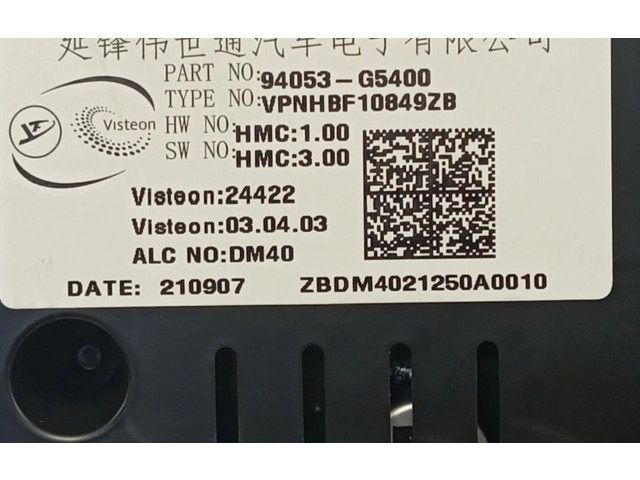 延锋伟世通汽车电子有限公司
PART NO:94053-G5400
TYPE NO:VPNHBF10849ZB
HW NO:HMC:1.00
SW NO:HMC:3.00
Visteon
Visteon:24422
Visteon:03.04.03
ALC NO:DM40
DATE: 210907 ZBDM4021250A0010